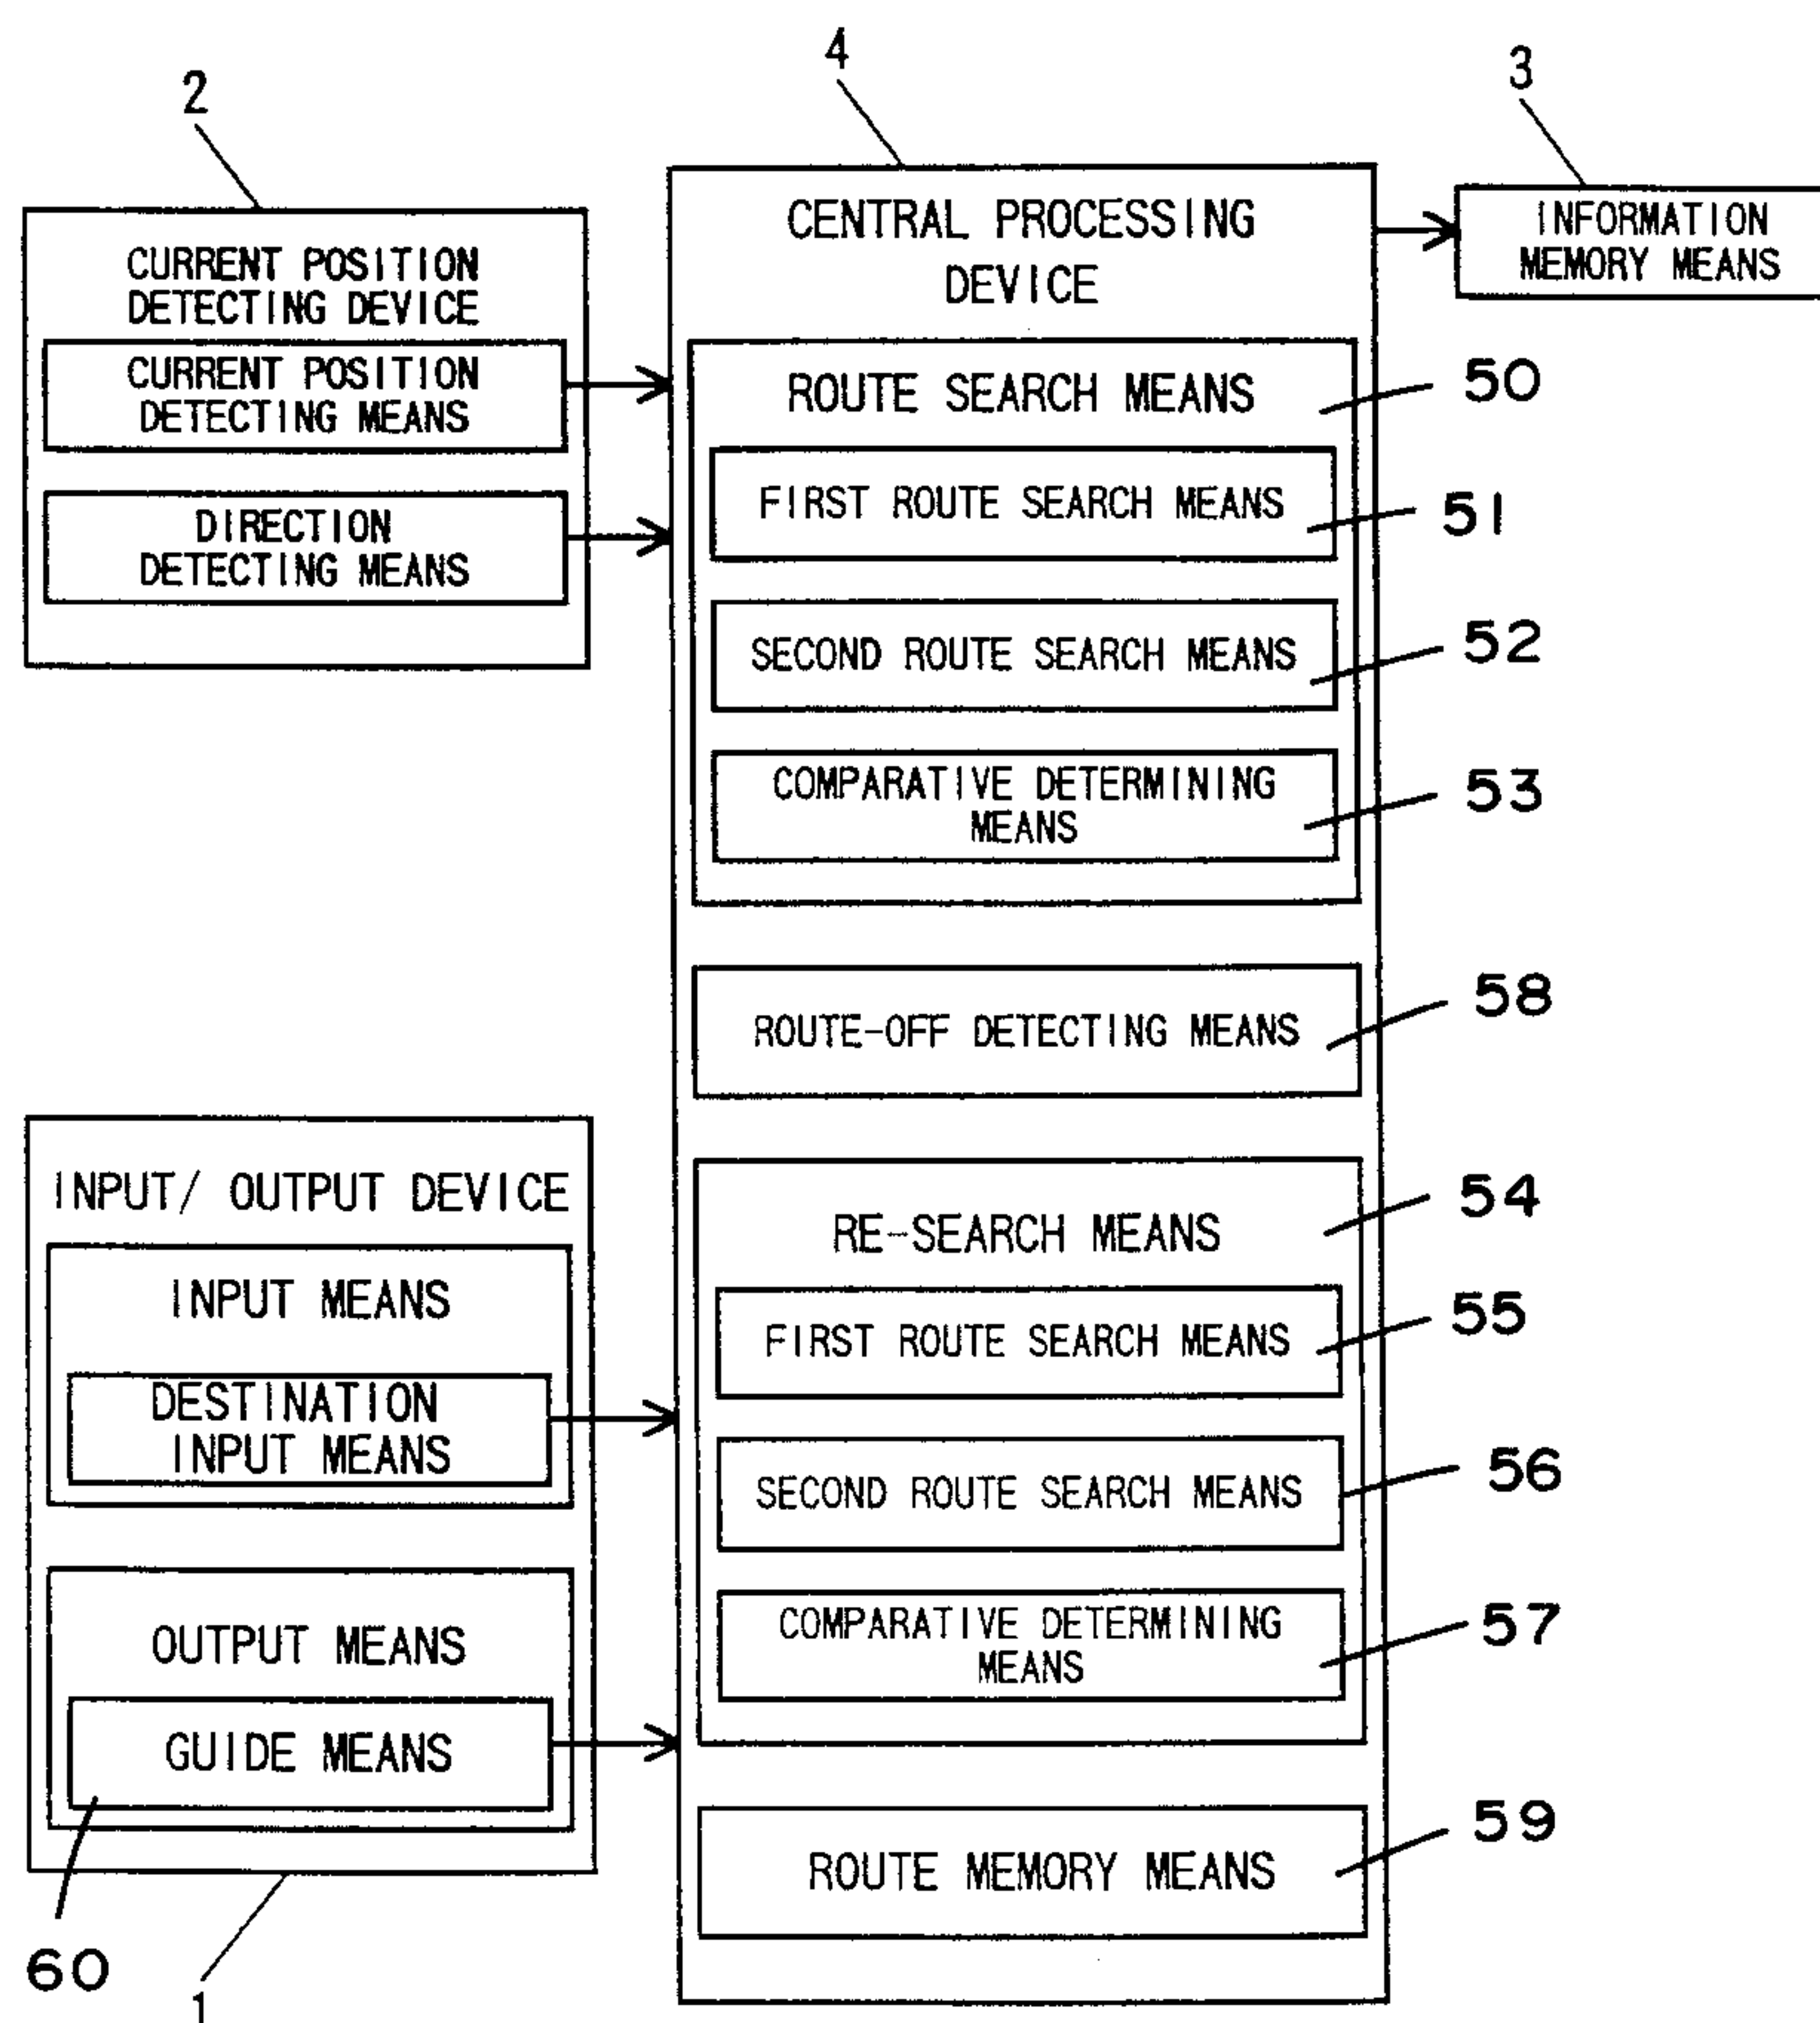 2
4
3
CURRENT POSITION
DETECTING DEVICE
CURRENT POSITION
DETECTING MEANS
DIRECTION
DETECTING MEANS
CENTRAL PROCESSING
DEVICE
INFORMATION
MEMORY MEANS
ROUTE SEARCH MEANS
50
FIRST ROUTE SEARCH MEANS
51
SECOND ROUTE SEARCH MEANS
52
COMPARATIVE DETERMINING
MEANS
53
ROUTE-OFF DETECTING MEANS
58
INPUT/ OUTPUT DEVICE
INPUT MEANS
DESTINATION
INPUT MEANS
OUTPUT MEANS
GUIDE MEANS
60
1
RE-SEARCH MEANS
54
FIRST ROUTE SEARCH MEANS
55
SECOND ROUTE SEARCH MEANS
56
COMPARATIVE DETERMINING
MEANS
57
ROUTE MEMORY MEANS
59